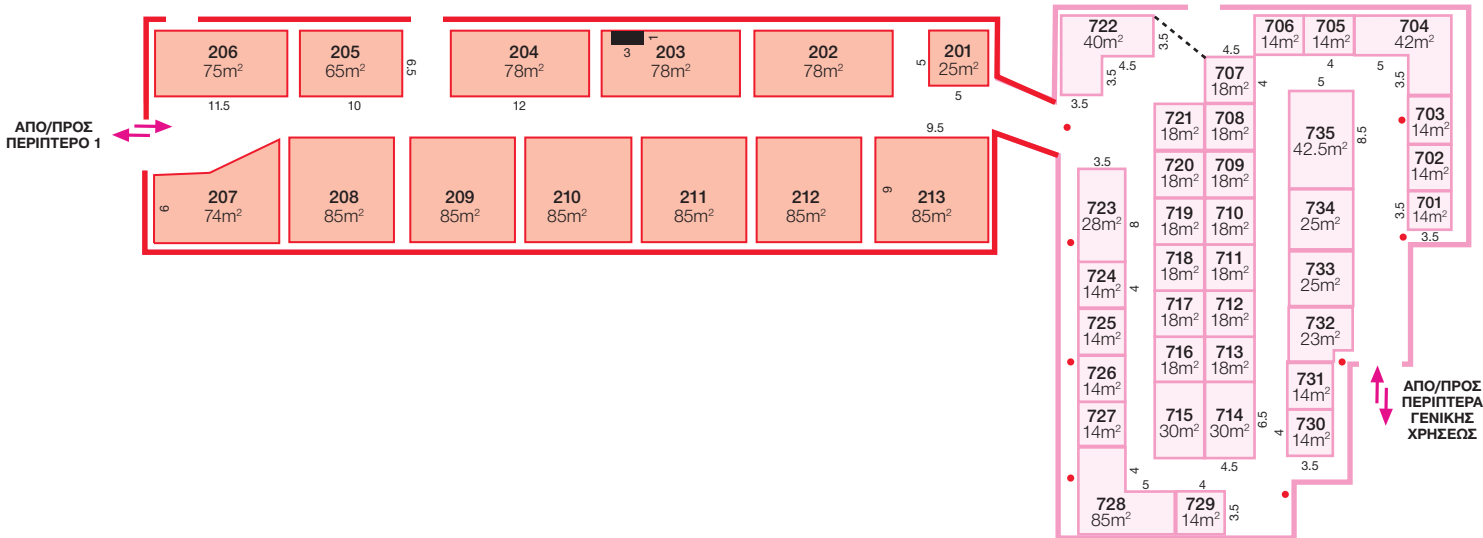 206
75m²
11.5
205
65m²
10
6.5
204
78m²
12
3
1
203
78m²
202
78m²
5
201
25m²
5
ΑΠΟ/ΠΡΟΣ
ΠΕΡΙΠΤΕΡΟ 1
6
207
74m²
208
85m²
209
85m²
210
85m²
211
85m²
212
85m²
9.5
9
213
85m²
722
40m²
3.5
4.5
3.5
3.5
4.5
707
18m²
4
706
14m²
705
14m²
4
704
42m²
5
3.5
703
14m²
702
14m²
3.5
701
14m²
3.5
721
18m²
708
18m²
720
18m²
709
18m²
719
18m²
710
18m²
718
18m²
711
18m²
717
18m²
712
18m²
716
18m²
713
18m²
715
30m²
714
30m²
6.5
4.5
5
735
42.5m²
8.5
734
25m²
733
25m²
732
23m²
731
14m²
4
730
14m²
3.5
3.5
723
28m²
8
724
14m²
4
725
14m²
726
14m²
727
14m²
4
5
728
85m²
4
729
14m²
3.5
ΑΠΟ/ΠΡΟΣ
ΠΕΡΙΠΤΕΡΑ
ΓΕΝΙΚΗΣ
ΧΡΗΣΕΩΣ